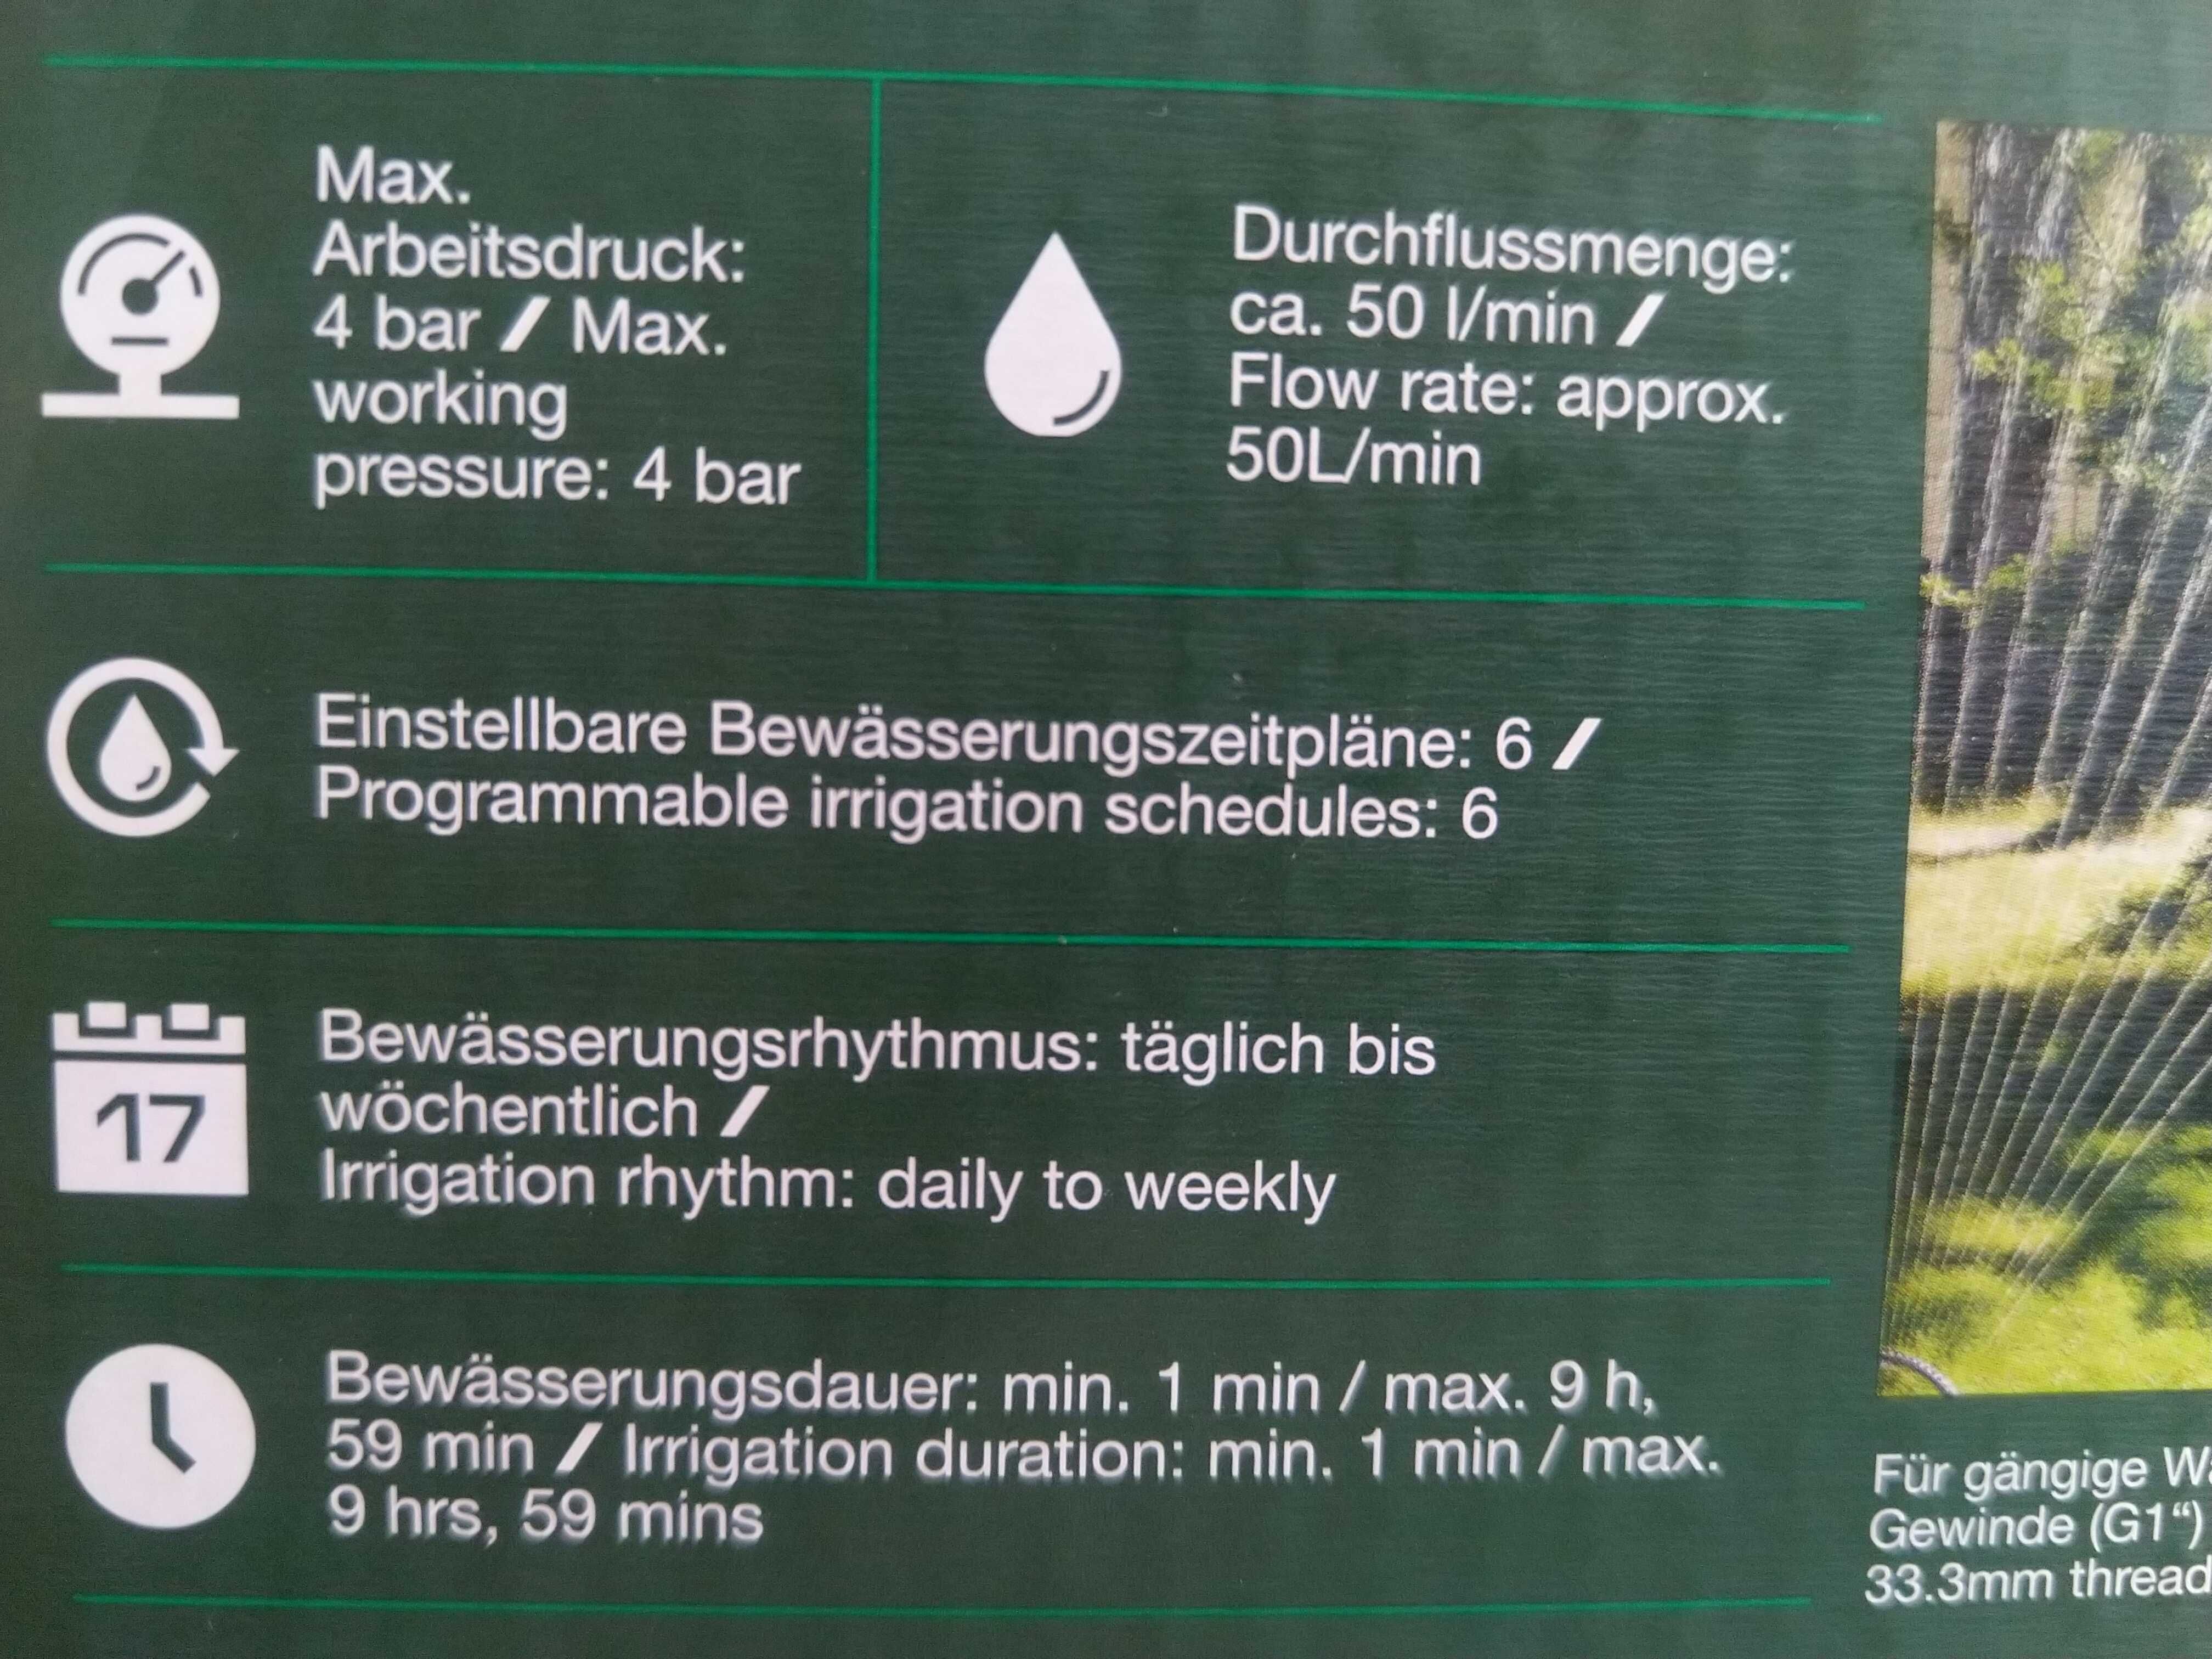 Max.
Arbeitsdruck:
4 bar / Max.
working
pressure: 4 bar
Durchflussmenge:
ca. 50 l/min /
Flow rate: approx.
50L/min
Einstellbare Bewässerungszeitpläne: 6 /
Programmable irrigation schedules: 6
17
Bewässerungsrhythmus: täglich bis
wöchentlich /
Irrigation rhythm: daily to weekly
Bewässerungsdauer: min. 1 min / max. 9 h,
59 min / Irrigation duration: min. 1 min / max.
9 hrs, 59 mins
Für gängige
Gewinde (G1“)
33.3mm thread